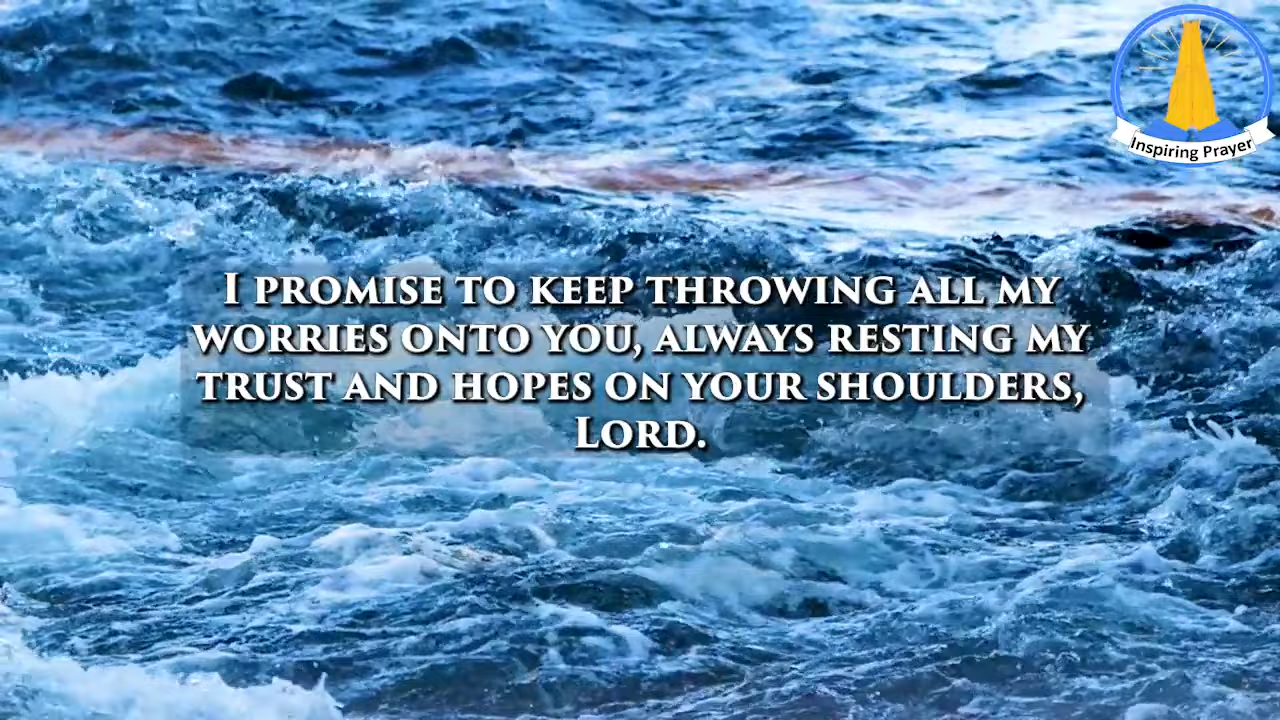 Inspiring Prayer
I PROMISE TO KEEP THROWING ALL MY
WORRIES ONTO YOU, ALWAYS RESTING MY
TRUST AND HOPES ON YOUR SHOULDERS,
LORD.